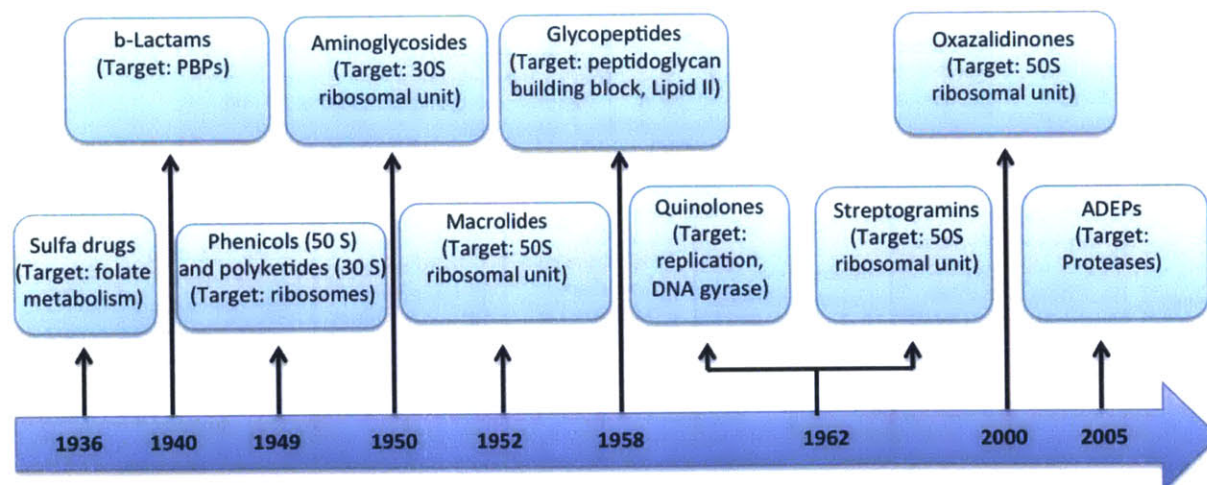 b-Lactams
(Target: PBPs)
Aminoglycosides
(Target: 30S
ribosomal unit)
Glycopeptides
(Target: peptidoglycan
building block, Lipid II)
Oxazalidinones
(Target: 50S
ribosomal unit)
Sulfa drugs
(Target: folate
metabolism)
Phenicols (50 S)
and polyketides (30 S)
(Target: ribosomes)
Macrolides
(Target: 50S
ribosomal unit)
Quinolones
(Target:
replication,
DNA gyrase)
Streptogramins
(Target: 50S
ribosomal unit)
ADEPs
(Target:
Proteases)
1936 1940 1949 1950 1952 1958 1962 2000 2005